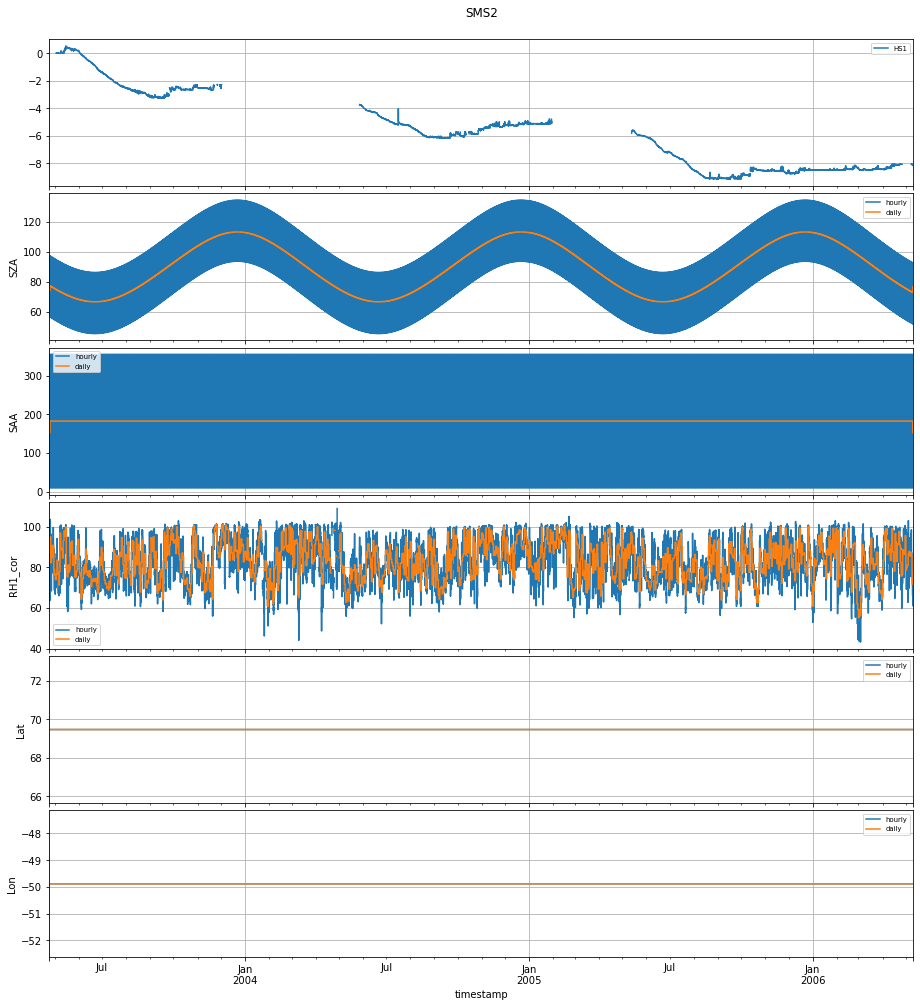 SMS2
0
−2
−4
−6
−8
HS1
120
100
80
60
SZA
hourly
daily
300
200
100
0
SAA
hourly
daily
100
80
60
40
RH1_cor
hourly
daily
72
70
68
66
Lat
hourly
daily
−48
−49
−50
−51
−52
Lon
hourly
daily
Jul Jan Jul Jan Jul Jan
2004 2005 2006
timestamp